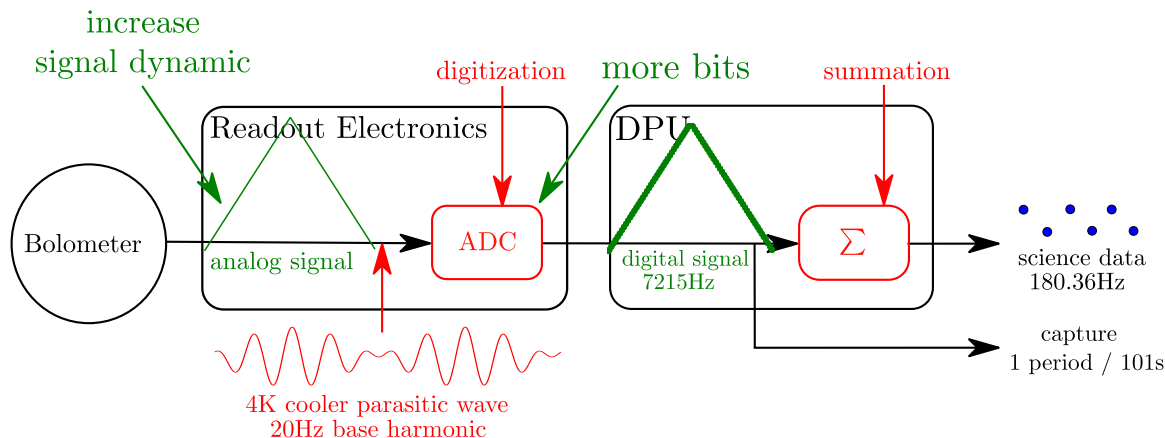 increase
signal dynamic
digitization
more bits
summation
Readout Electronics
DPU
Bolometer
ADC
Σ
analog signal
digital signal
7215Hz
science data
180.36Hz
capture
1 period / 101s
4K cooler parasitic wave
20Hz base harmonic